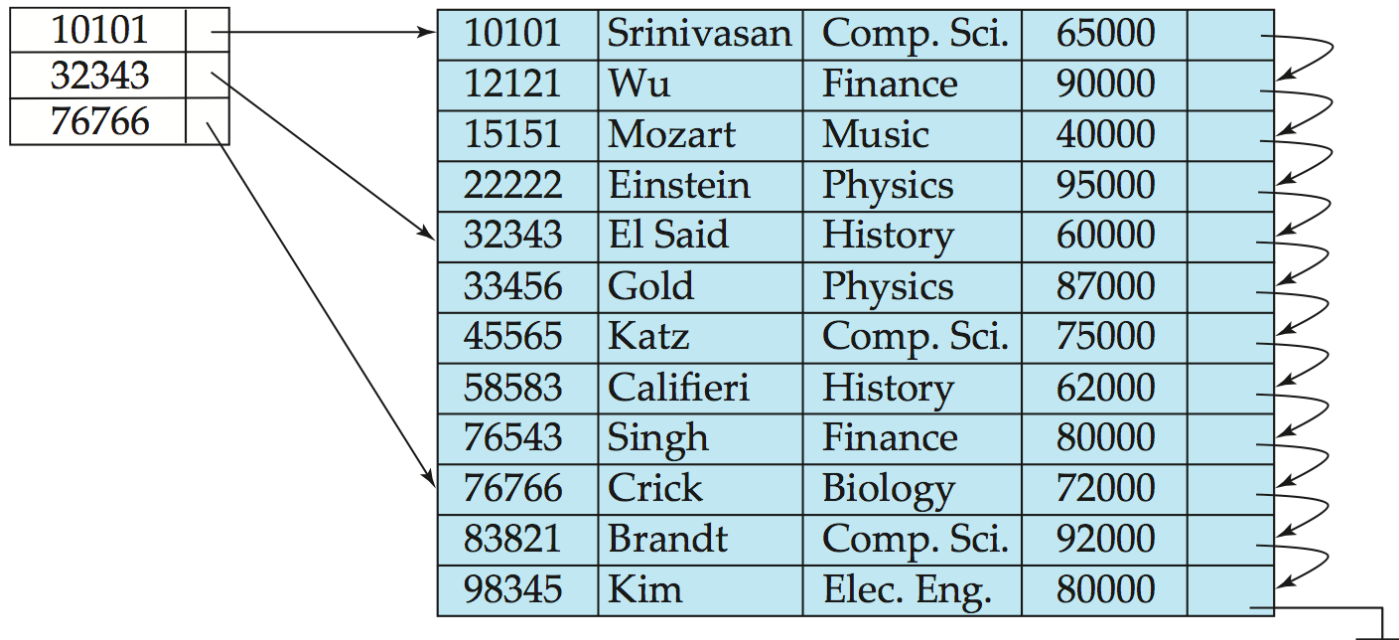 10101
32343
76766
10101 Srinivasan Comp. Sci. 65000
12121 Wu Finance 90000
15151 Mozart Music 40000
22222 Einstein Physics 95000
32343 El Said History 60000
33456 Gold Physics 87000
45565 Katz Comp. Sci. 75000
58583 Califieri History 62000
76543 Singh Finance 80000
76766 Crick Biology 72000
83821 Brandt Comp. Sci. 92000
98345 Kim Elec. Eng. 80000